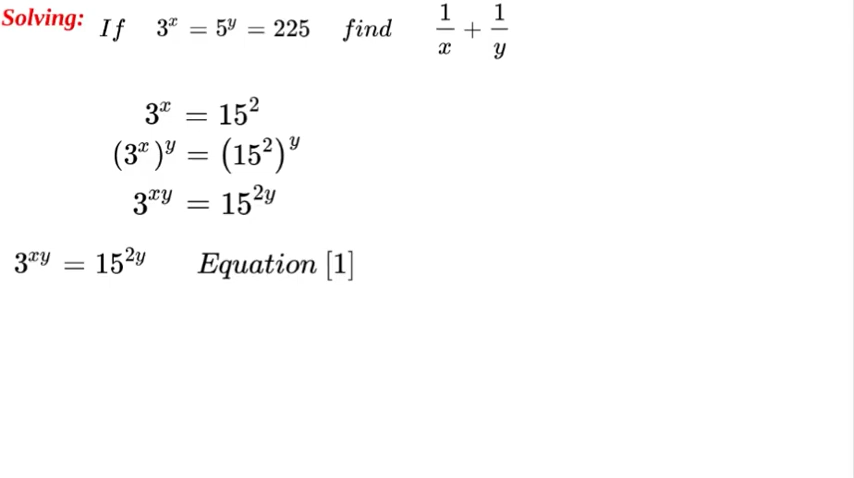 Solving: If 3^x = 5^y = 225 find 1/x + 1/y
3^x = 15^2
(3^x)^y = (15^2)^y
3^{xy} = 15^{2y}
3^{xy} = 15^{2y} Equation [1]